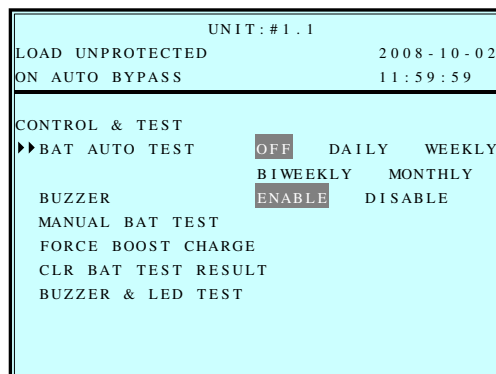 UNIT:#1.1
LOAD UNPROTECTED 2008-10-02
ON AUTO BYPASS 11:59:59
CONTROL & TEST
BAT AUTO TEST OFF DAILY WEEKLY
BIWEEKLY MONTHLY
BUZZER ENABLE DISABLE
MANUAL BAT TEST
FORCE BOOST CHARGE
CLR BAT TEST RESULT
BUZZER & LED TEST